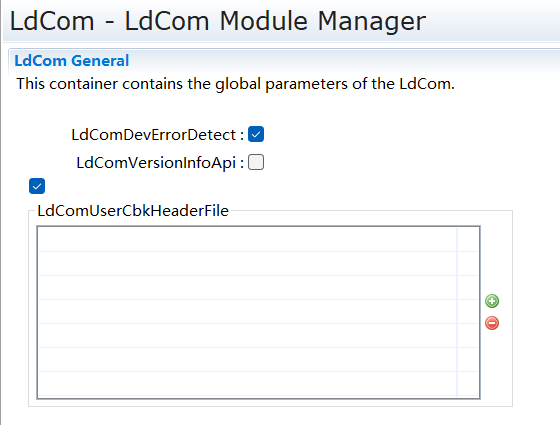 LdCom - LdCom Module Manager
LdCom General
This container contains the global parameters of the LdCom.
LdComDevErrorDetect :
LdComVersionInfoApi :
LdComUserCbkHeaderFile